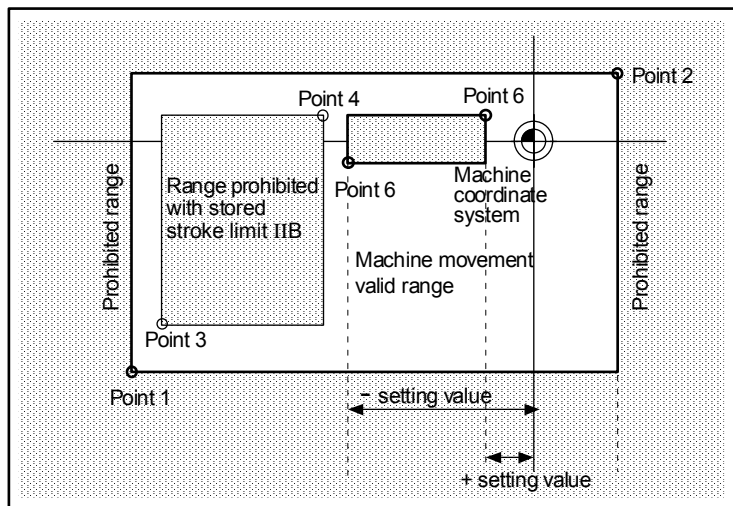 Point 2
Point 4
Point 6
Prohibited range
Range prohibited
with stored
stroke limit IIB
Point 6
Machine
coordinate
system
Prohibited range
Machine movement
valid range
Point 3
Point 1
− setting value
+ setting value